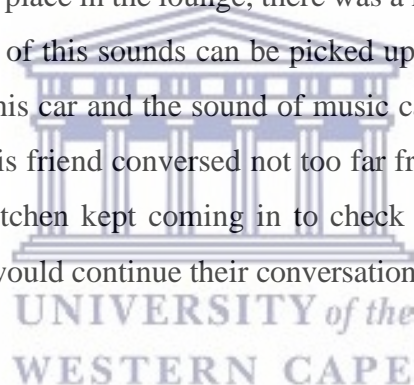 place in the lounge, there was a
of this sounds can be picked up
his car and the sound of music
is friend conversed not too far
tchen kept coming in to check
would continue their conversation
UNIVERSITY of the
WESTERN CAPE